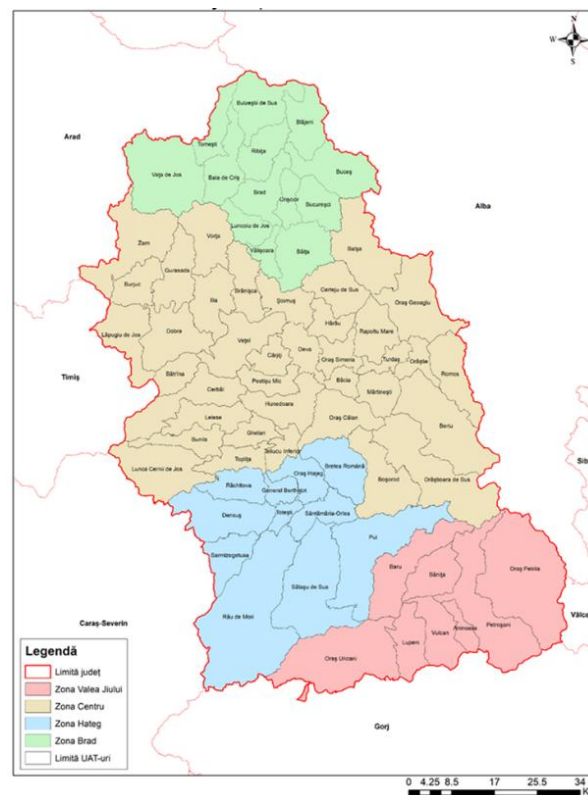 N
W
E
S
Arad
Alba
Timiș
Sib
Caraș-Severin
Vâlce
Gorj
Bulzeștii de Sus
Blăjeni
Tomești
Ribița
Vața de Jos
Baia de Criș
Buceș
Brad
Crișcior
Bucureșci
Luncoiu de Jos
Vălișoara
Băița
Zam
Vorța
Balșa
Gurasada
Burjuc
Ilia
Brănișca
Șoimuș
Certeju de Sus
Oraș Geoagiu
Lăpugiu de Jos
Dobra
Hărău
Rapoltu Mare
Vețel
Deva
Turdaș
Orăștie
Cârjiți
Oraș Simeria
Romos
Bătrîna
Băcia
Cerbăl
Peștișu Mic
Mărtinești
Hunedoara
Lelese
Oraș Călan
Beriu
Ghelari
Bunila
Teliucu Inferior
Toplița
Lunca Cernii de Jos
Bretea Română
Oraș Hațeg
Boșorod
Orăștioara de Sus
Răchitova
General Berthelot
Densuș
Totești
Sântămăria-Orlea
Pui
Sarmizegetusa
Baru
Bănița
Oraș Petrila
Sălașu de Sus
Râu de Mori
Aninoasa
Petroșani
Vulcan
Lupeni
Oraș Uricani
Legendă
Limită județ
Zona Valea Jiului
Zona Centru
Zona Hateg
Zona Brad
Limită UAT-uri
0 4.25 8.5 17 25.5 34